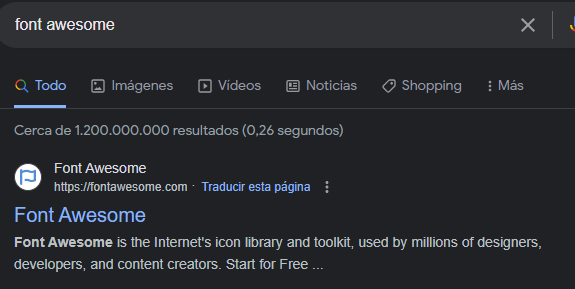 font awesome
Todo Imágenes Vídeos Noticias Shopping Más
Cerca de 1.200.000.000 resultados (0,26 segundos)
Font Awesome
https://fontawesome.com · Traducir esta página
Font Awesome
Font Awesome is the Internet's icon library and toolkit, used by millions of designers,
developers, and content creators. Start for Free ...